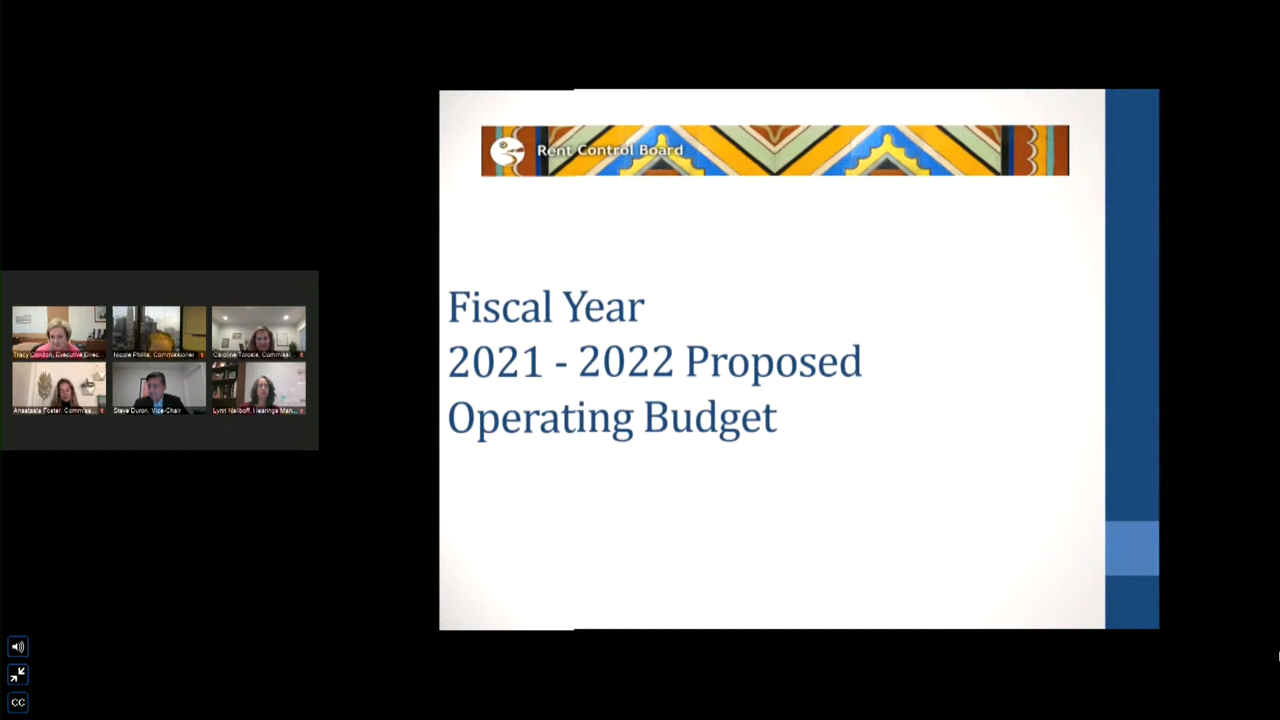 Rent Control Board
Fiscal Year
2021 - 2022 Proposed
Operating Budget
Tracy Condon, Executive Direc...
Nicole Phillis, Commissioner
Caroline Torosis, Commissi...
Anastasia Foster, Commiss...
Steve Duron, Vice-Chair
Lynn Nailboff, Hearings Man...
CC